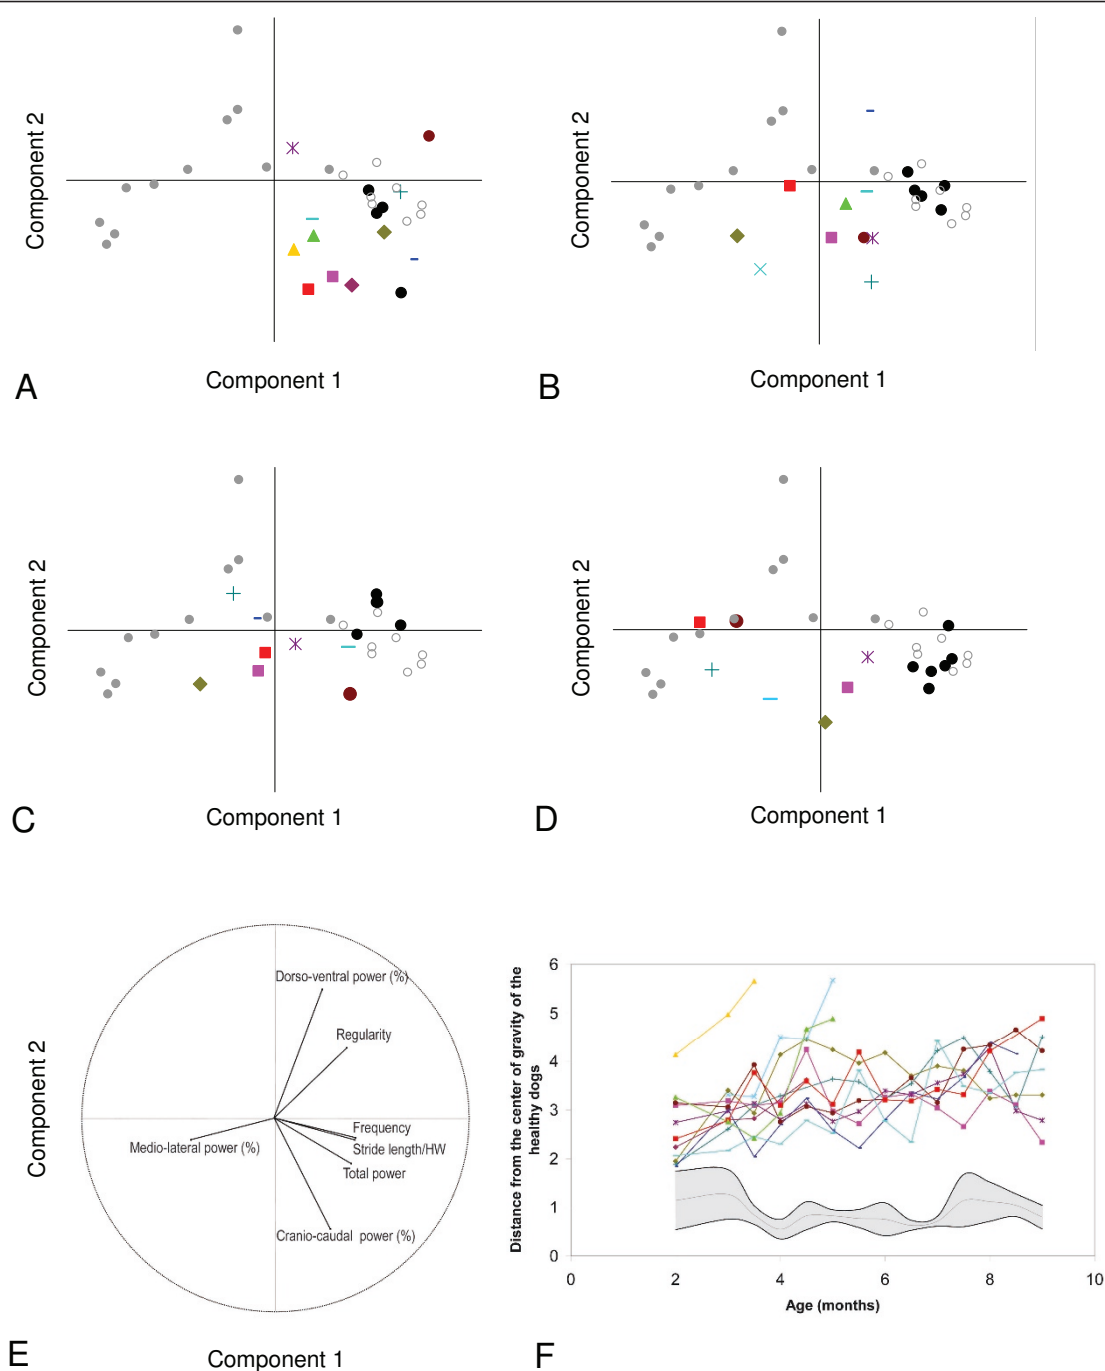 Component 2
Component 1
A
Component 2
Component 1
B
Component 2
Component 1
C
Component 2
Component 1
D
Component 2
Dorso-ventral power (%)
Regularity
Frequency
Stride length/HW
Medio-lateral power (%)
Total power
Cranio-caudal power (%)
Component 1
E
Distance from the center of gravity of the
healthy dogs
6
5
4
3
2
1
0
0 2 4 6 8 10
Age (months)
F